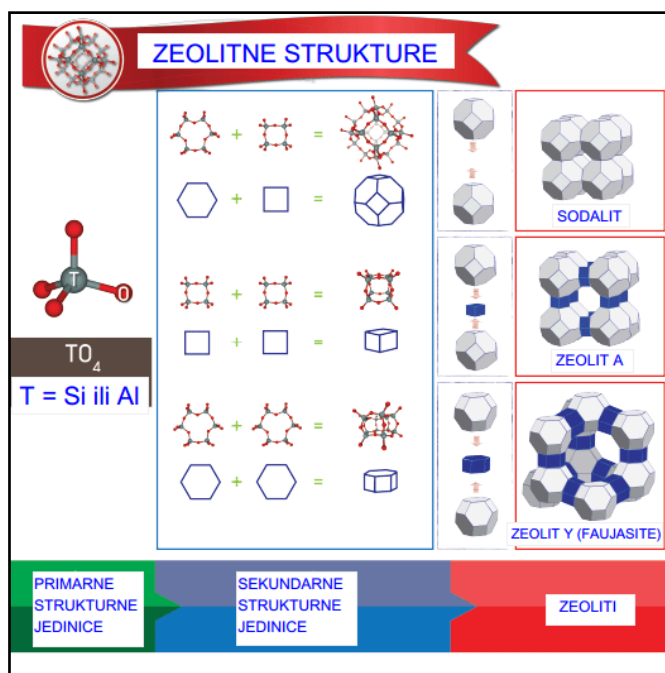 ZEOLITNE STRUKTURE
+ =
+ =
SODALIT
T
O
+ =
+ =
TO₄
T = Si ili Al
ZEOLIT A
+ =
+ =
ZEOLIT Y (FAUJASITE)
PRIMARNE
STRUKTURNE
JEDINICE
SEKUNDARNE
STRUKTURNE
JEDINICE
ZEOLITI